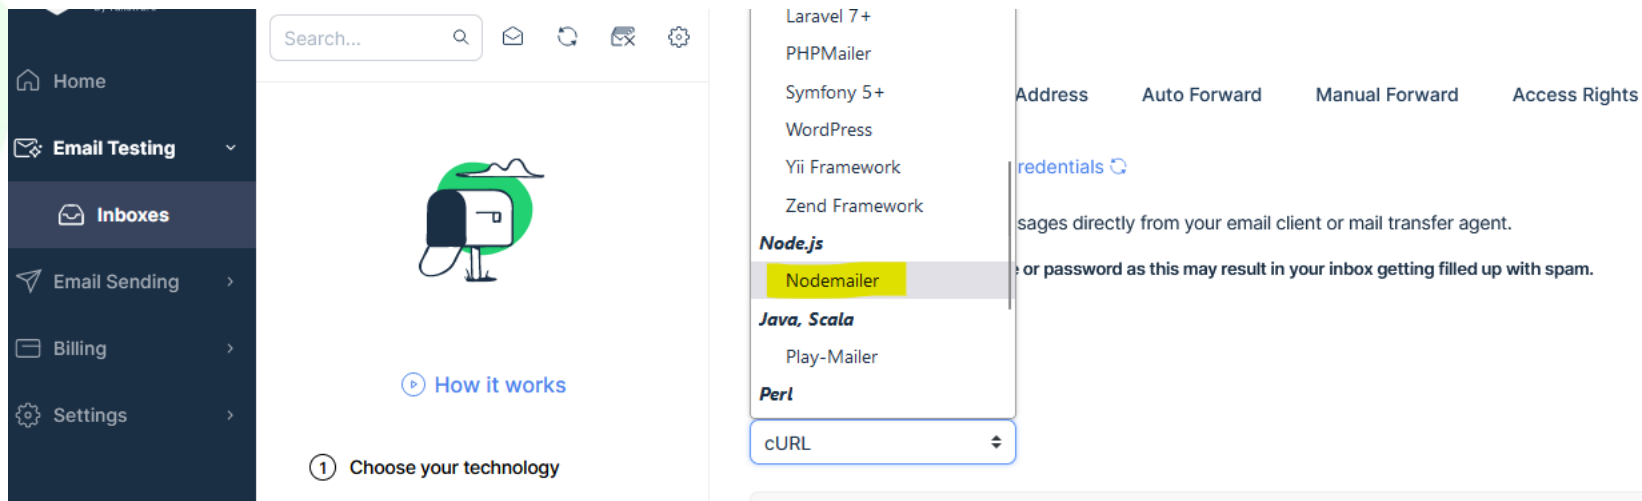 Home
Email Testing
Inboxes
Email Sending
Billing
Settings
Search...
How it works
1 Choose your technology
Laravel 7+
PHPMailer
Symfony 5+
WordPress
Yii Framework
Zend Framework
Node.js
Nodemailer
Java, Scala
Play-Mailer
Perl
cURL
Address Auto Forward Manual Forward Access Rights
redentials
sages directly from your email client or mail transfer agent.
or password as this may result in your inbox getting filled up with spam.